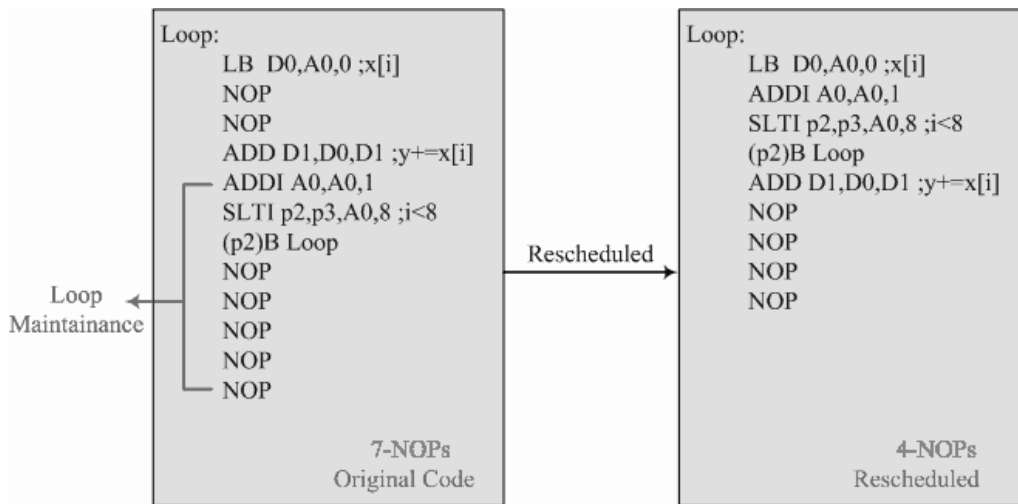 Loop:
LB D0,A0,0 ;x[i]
NOP
NOP
ADD D1,D0,D1 ;y+=x[i]
ADDI A0,A0,1
SLTI p2,p3,A0,8 ;i<8
(p2)B Loop
NOP
NOP
NOP
NOP
NOP
7-NOPs
Original Code
Loop
Maintainance
Rescheduled
Loop:
LB D0,A0,0 ;x[i]
ADDI A0,A0,1
SLTI p2,p3,A0,8 ;i<8
(p2)B Loop
ADD D1,D0,D1 ;y+=x[i]
NOP
NOP
NOP
NOP
4-NOPs
Rescheduled